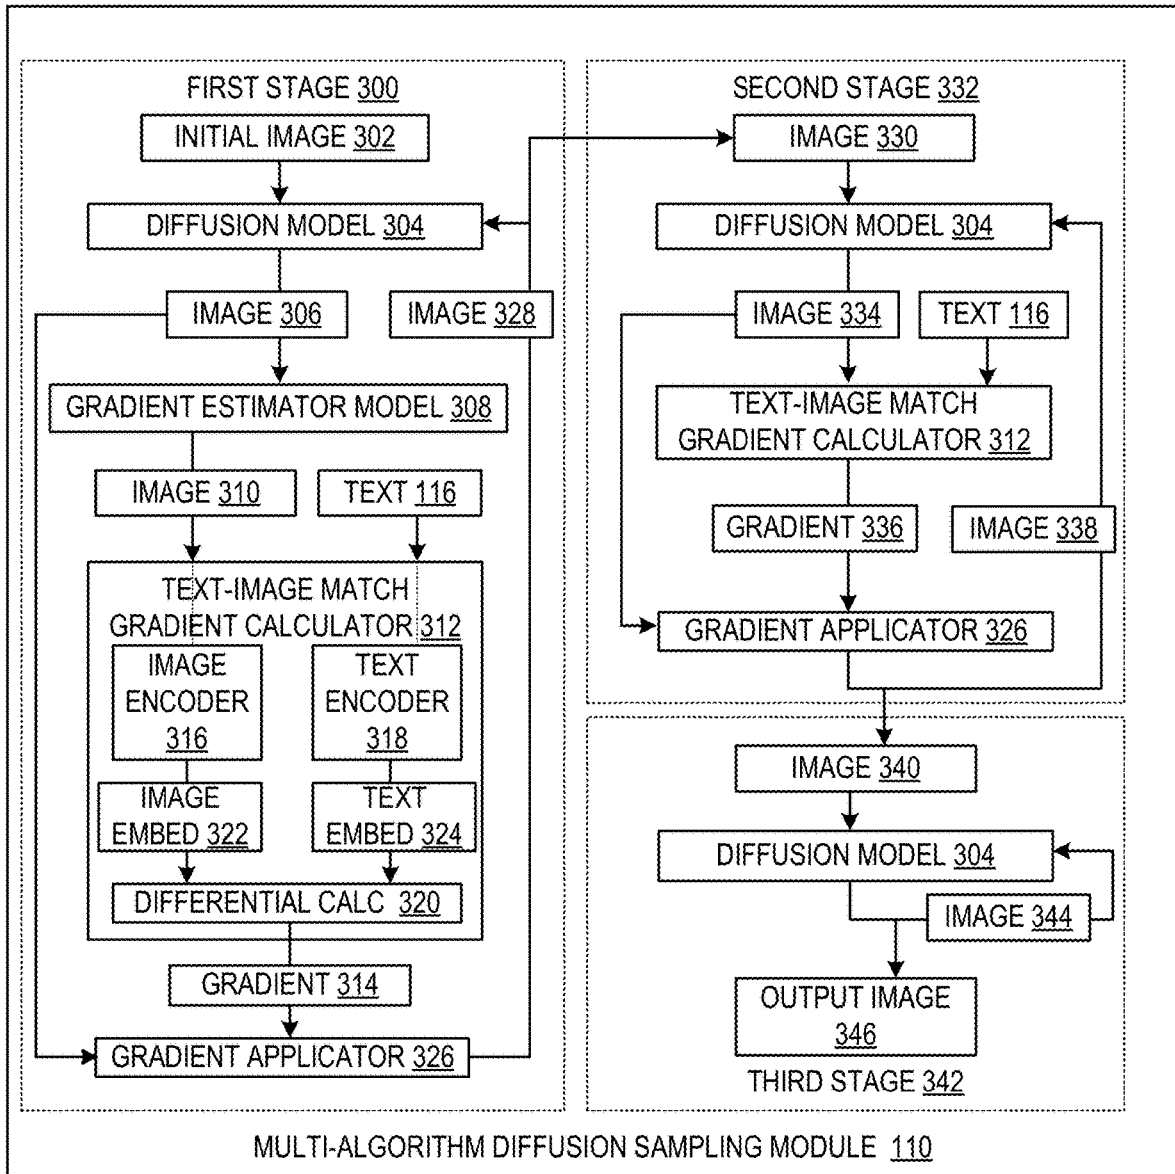 FIRST STAGE 300
INITIAL IMAGE 302
DIFFUSION MODEL 304
IMAGE 306
IMAGE 328
GRADIENT ESTIMATOR MODEL 308
IMAGE 310
TEXT 116
TEXT-IMAGE MATCH
GRADIENT CALCULATOR 312
IMAGE
ENCODER
316
TEXT
ENCODER
318
IMAGE
EMBED 322
TEXT
EMBED 324
DIFFERENTIAL CALC 320
GRADIENT 314
GRADIENT APPLICATOR 326
SECOND STAGE 332
IMAGE 330
DIFFUSION MODEL 304
IMAGE 334
TEXT 116
TEXT-IMAGE MATCH
GRADIENT CALCULATOR 312
GRADIENT 336
IMAGE 338
GRADIENT APPLICATOR 326
IMAGE 340
DIFFUSION MODEL 304
IMAGE 344
OUTPUT IMAGE
346
THIRD STAGE 342
MULTI-ALGORITHM DIFFUSION SAMPLING MODULE 110